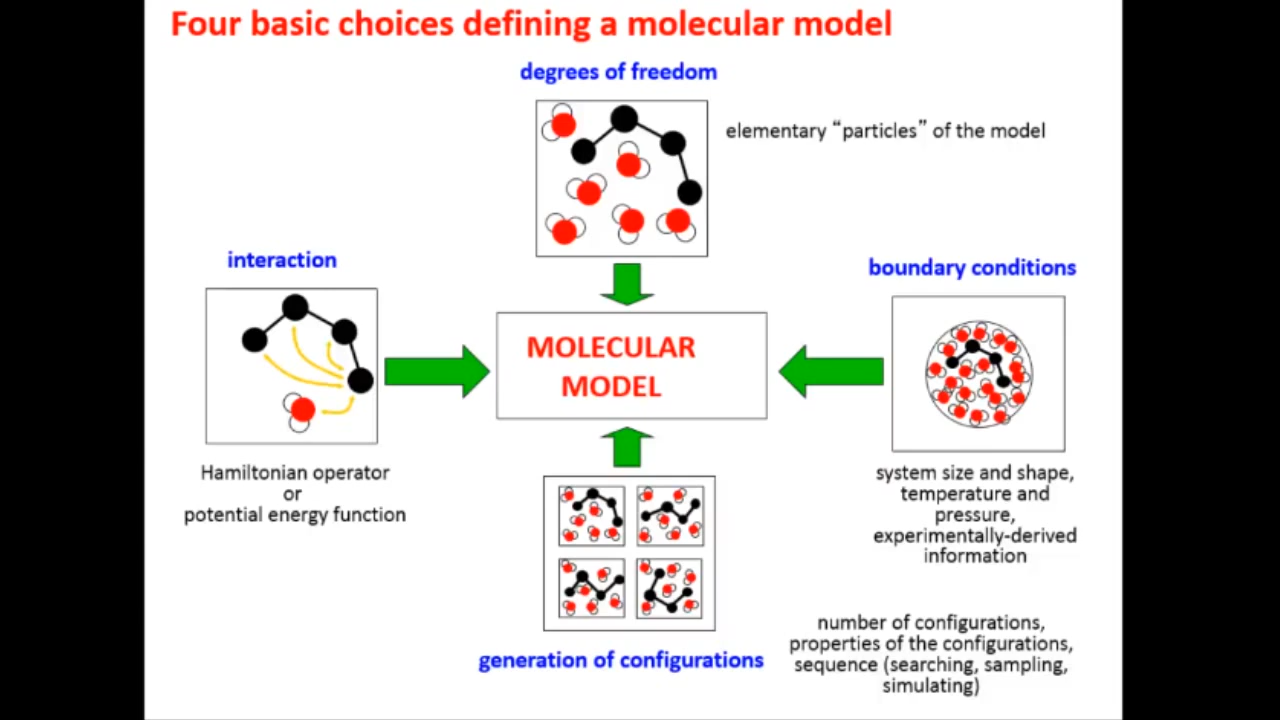 Four basic choices defining a molecular model
degrees of freedom
elementary “particles” of the model
interaction
boundary conditions
MOLECULAR
MODEL
Hamiltonian operator
or
potential energy function
system size and shape,
temperature and
pressure,
experimentally-derived
information
generation of configurations
number of configurations,
properties of the configurations,
sequence (searching, sampling,
simulating)